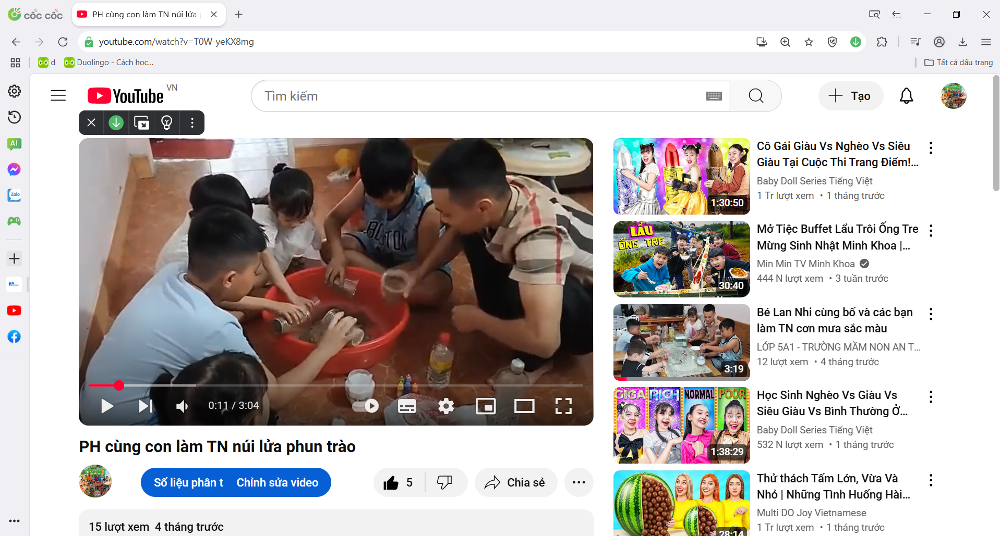 cốc cốc
PH cùng con làm TN núi lửa
youtube.com/watch?v=T0W-yeKX8mg
d
Duolingo - Cách học...
Tất cả dấu trang
AI
Zalo
YouTube VN
Tìm kiếm
Tạo
BOSTON
0:11 / 3:04
PH cùng con làm TN núi lửa phun trào
Số liệu phân t
Chỉnh sửa video
5
Chia sẻ
15 lượt xem 4 tháng trước
1:30:50
Cô Gái Giàu Vs Nghèo Vs Siêu
Giàu Tại Cuộc Thi Trang Điểm!...
Baby Doll Series Tiếng Việt
1 Tr lượt xem • 1 tháng trước
LẨU
ỐNG TRE
30:40
Mở Tiệc Buffet Lẩu Trôi Ống Tre
Mừng Sinh Nhật Minh Khoa |...
Min Min TV Minh Khoa
444 N lượt xem • 3 tuần trước
3:19
Bé Lan Nhi cùng bố và các bạn
làm TN cơn mưa sắc màu
LỚP 5A1 - TRƯỜNG MẦM NON AN T...
12 lượt xem • 4 tháng trước
GIGA RICH NORMAL POOR
1:38:29
Học Sinh Nghèo Vs Giàu Vs
Siêu Giàu Vs Bình Thường Ở...
Baby Doll Series Tiếng Việt
532 N lượt xem • 1 tháng trước
28:14
Thử thách Tấm Lớn, Vừa Và
Nhỏ | Những Tình Huống Hài...
Multi DO Joy Vietnamese
1 Tr lượt xem • 1 tháng trước